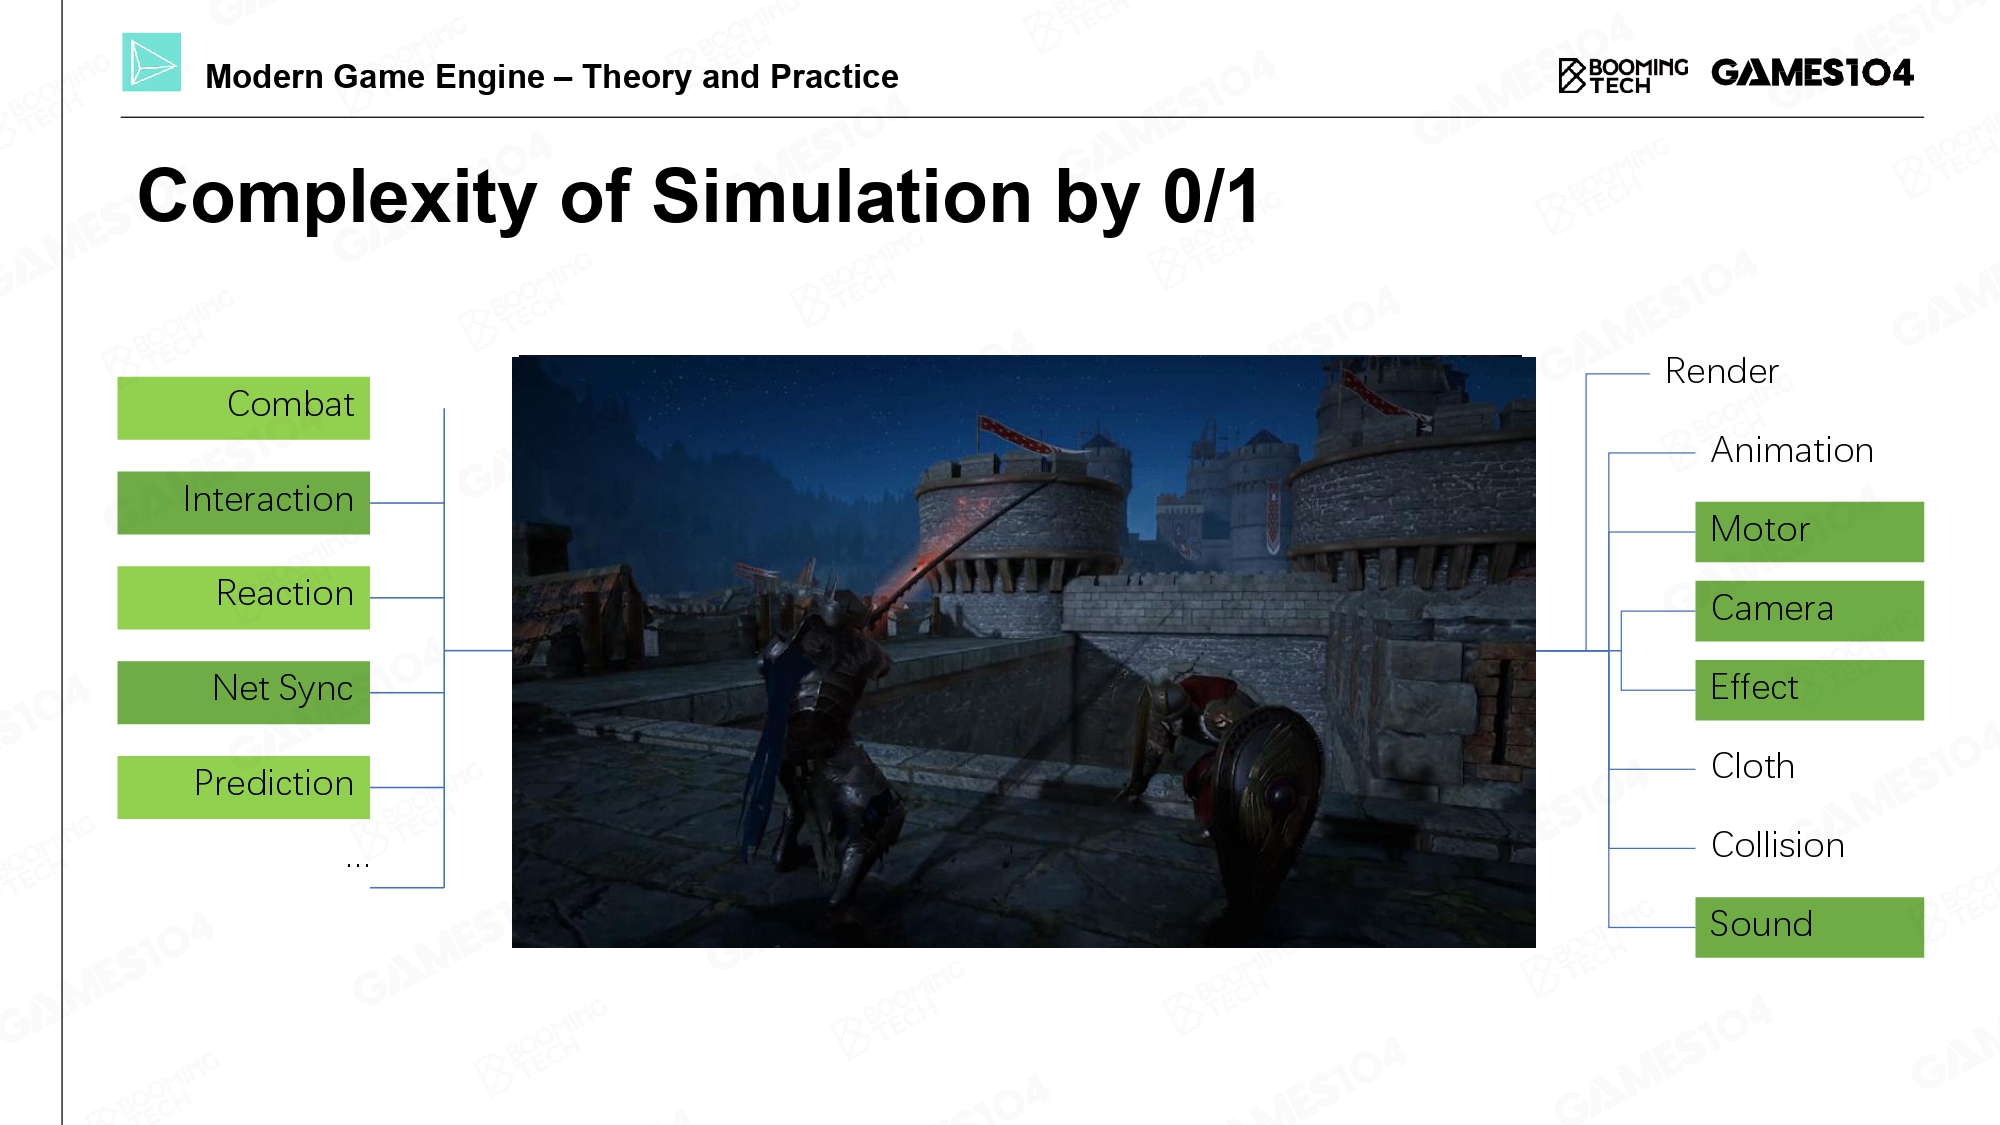 Modern Game Engine – Theory and Practice
BOOMING
TECH
GAMES104
Complexity of Simulation by 0/1
Combat
Interaction
Reaction
Net Sync
Prediction
...
Render
Animation
Motor
Camera
Effect
Cloth
Collision
Sound